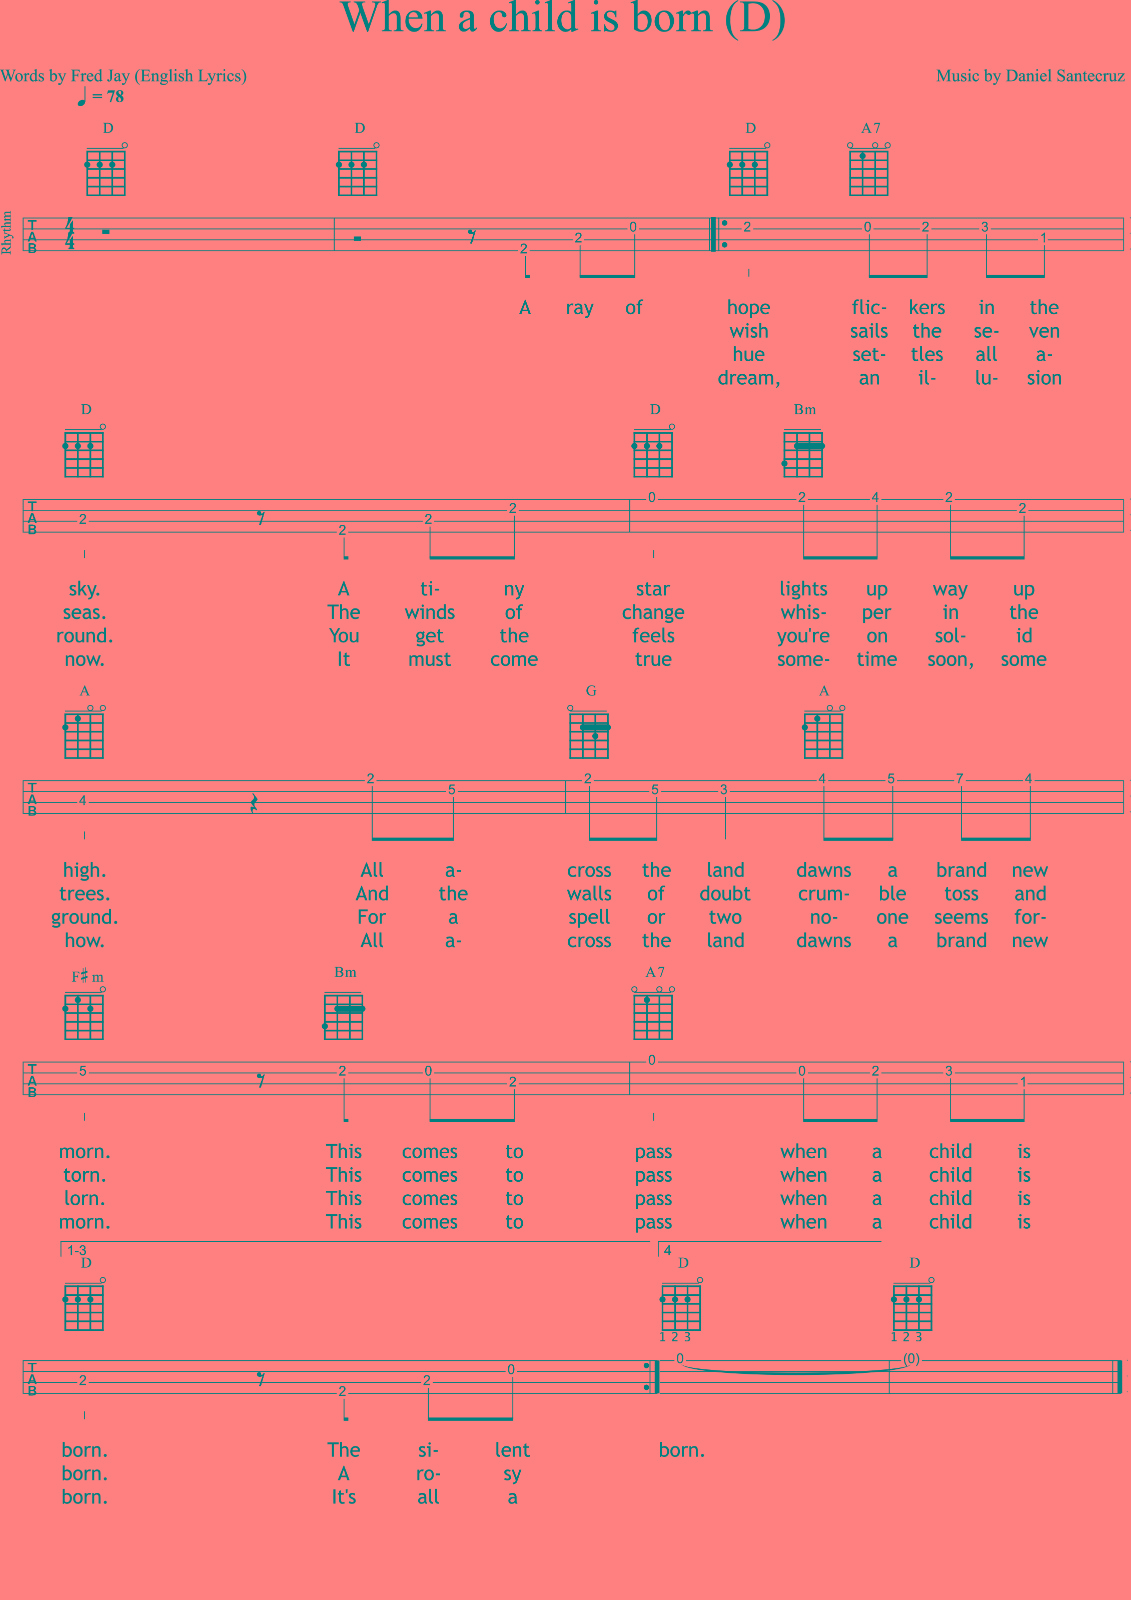 When a child is born (D)
Words by Fred Jay (English Lyrics) Music by Daniel Santecruz
= 78
D D D A7
Rhythm
T A B 4 4 2 2 0 2 0 2 3 1
A ray of hope flic- kers in the
wish sails the se- ven
hue set- tles all a-
dream, an il- lu- sion
D D Bm
T A B 2 2 2 2 0 2 4 2 2
sky. A ti- ny star lights up way up
seas. The winds of change whis- per in the
round. You get the feels you're on sol- id
now. It must come true some- time soon, some
A G A
T A B 4 2 5 2 5 3 4 5 7 4
high. All a- cross the land dawns a brand new
trees. And the walls of doubt crum- ble toss and
ground. For a spell or two no- one seems for-
how. All a- cross the land dawns a brand new
F♯m Bm A7
T A B 5 2 0 2 0 0 2 3 1
morn. This comes to pass when a child is
torn. This comes to pass when a child is
lorn. This comes to pass when a child is
morn. This comes to pass when a child is
1-3 4
D D D
1 2 3 1 2 3
T A B 2 2 2 0 0 (0)
born. The si- lent born.
born. A ro- sy
born. It's all a